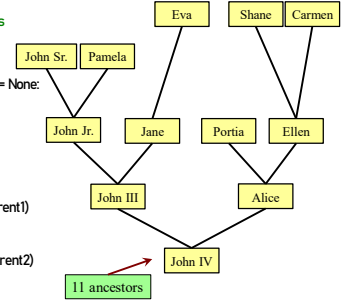 s
Eva
Shane
Carmen
John Sr.
Pamela
= None:
John Jr.
Jane
Portia
Ellen
John III
Alice
rent1)
John IV
rent2)
11 ancestors